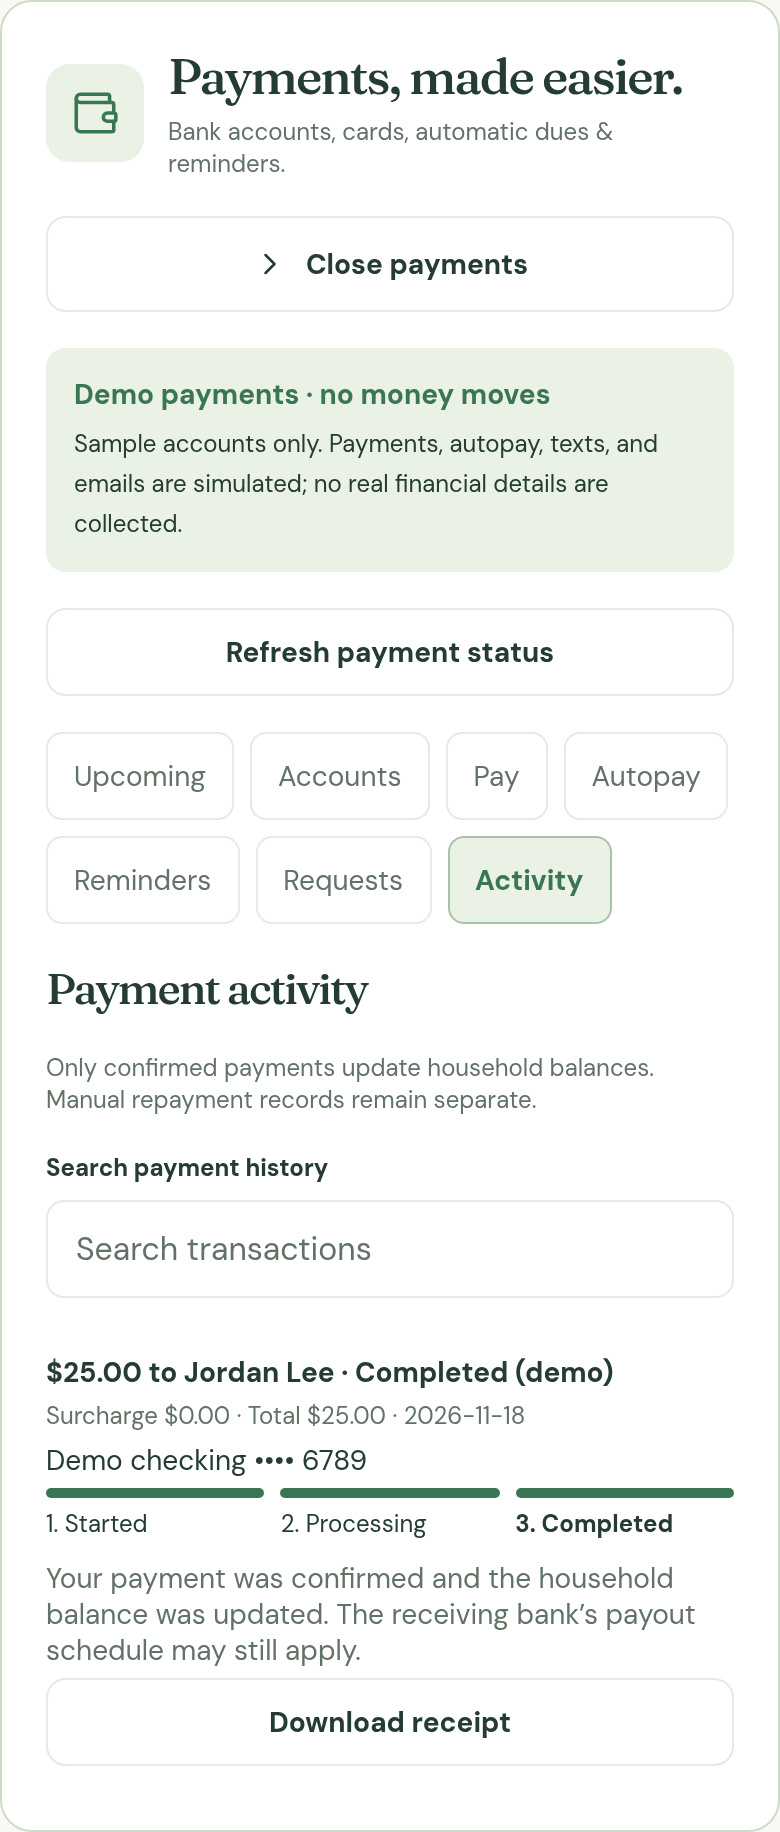 Payments, made easier.
Bank accounts, cards, automatic dues &
reminders.
Close payments
Demo payments · no money moves
Sample accounts only. Payments, autopay, texts, and
emails are simulated; no real financial details are
collected.
Refresh payment status
Upcoming Accounts Pay Autopay
Reminders Requests Activity
Payment activity
Only confirmed payments update household balances.
Manual repayment records remain separate.
Search payment history
Search transactions
$25.00 to Jordan Lee · Completed (demo)
Surcharge $0.00 · Total $25.00 · 2026-11-18
Demo checking •••• 6789
1. Started 2. Processing 3. Completed
Your payment was confirmed and the household
balance was updated. The receiving bank’s payout
schedule may still apply.
Download receipt